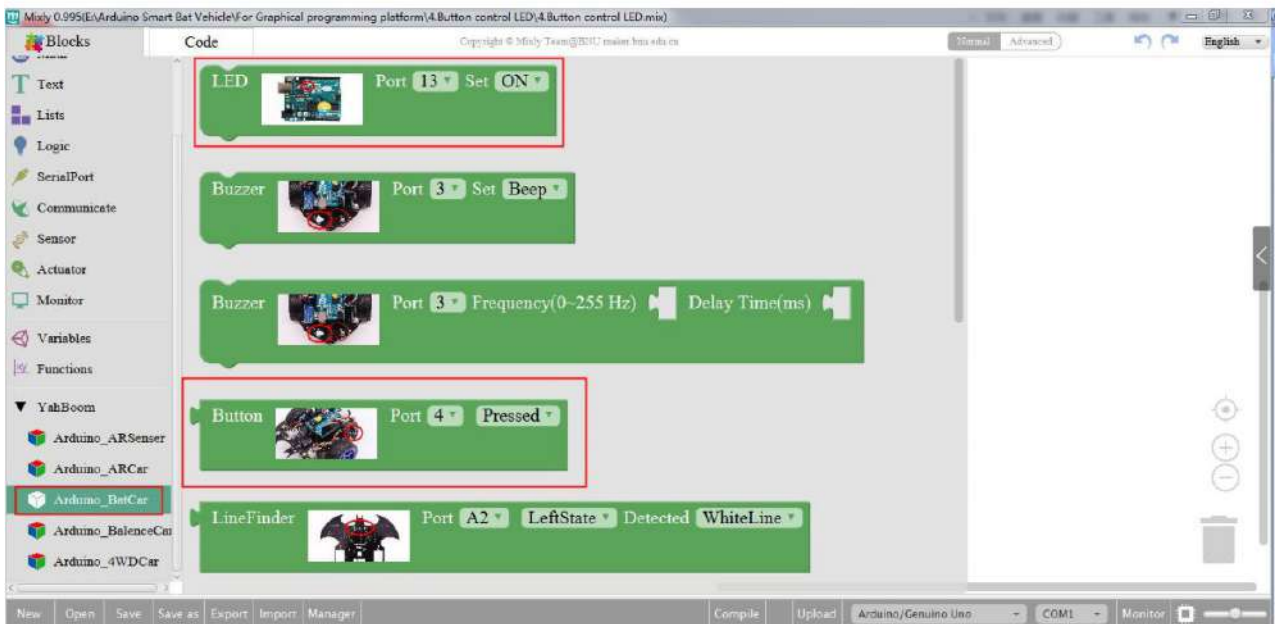 Mixly 0.995(E:\Arduino Smart Bat Vehicle\For Graphical programming platform\4.Button control LED\4.Button control LED.mix)
Blocks Code Copyright © Mixly Team@BNU maker.bnu.edu.cn Normal Advanced English
Text
Lists
Logic
SerialPort
Communicate
Sensor
Actuator
Monitor
Variables
Functions
YahBoom
Arduino_ARSenser
Arduino_ARCar
Arduino_BatCar
Arduino_BalenceCar
Arduino_4WDCar
LED Port 13 Set ON
Buzzer Port 3 Set Beep
Buzzer Port 3 Frequency(0~255 Hz) Delay Time(ms)
Button Port 4 Pressed
LineFinder Port A2 LeftState Detected WhiteLine
New Open Save Save as Export Import Manager Compile Upload Arduino/Genuino Uno COM1 Monitor